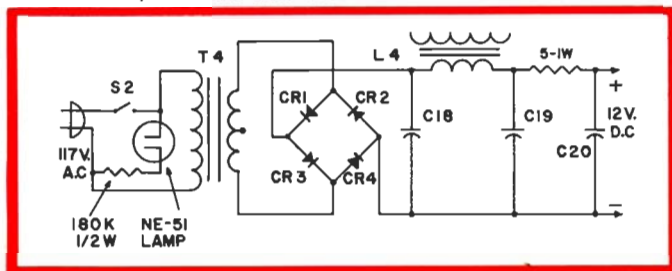 S2
T4
L4
5-1W
+
CR1
CR2
C18
C19
12V.
D.C
C20
117V.
A.C
CR3
CR4
−
180K
1/2W
NE-51
LAMP